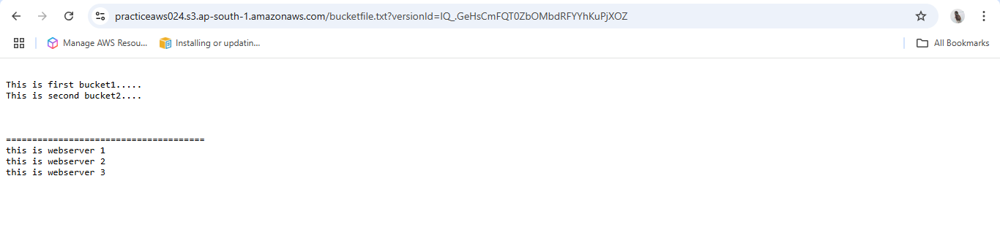 practiceaws024.s3.ap-south-1.amazonaws.com/bucketfile.txt?versionId=IQ_.GeHsCmFQT0ZbOMbdRFYYhKuPjXOZ
Manage AWS Resou... Installing or updatin... All Bookmarks
This is first bucket1.....
This is second bucket2....
======================================
this is webserver 1
this is webserver 2
this is webserver 3